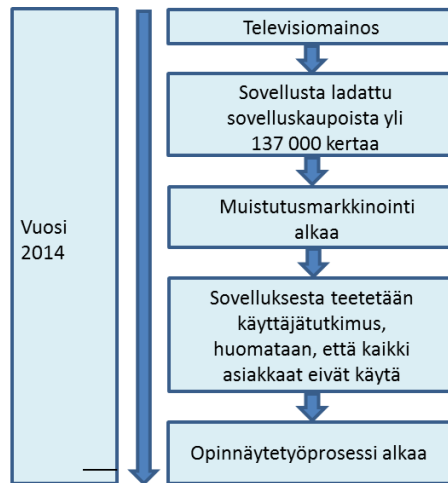 Vuosi
2014
Televisiomainos
Sovellusta ladattu
sovelluskaupoista yli
137 000 kertaa
Muistutusmarkkinointi
alkaa
Sovelluksesta teetetään
käyttäjätutkimus,
huomataan, että kaikki
asiakkaat eivät käytä
Opinnäytetyöprosessi alkaa